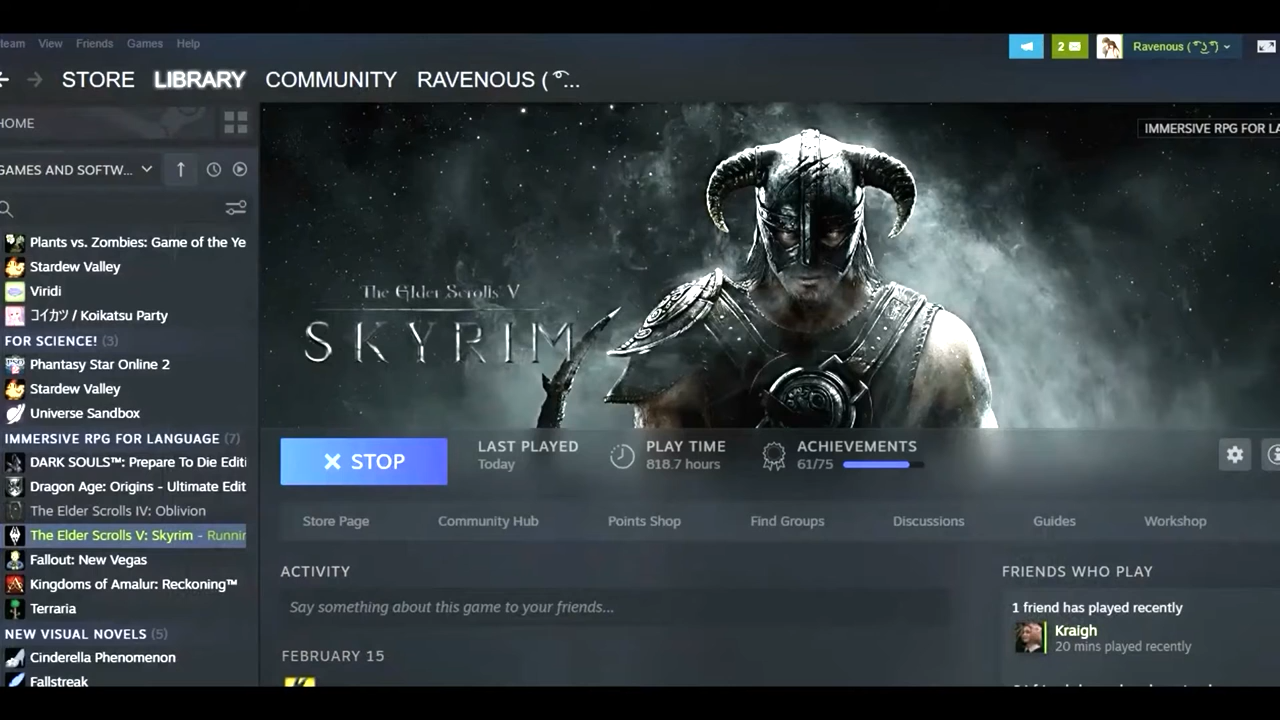 View Friends Games Help
2
Ravenous ( ͡° ͜ʖ ͡°)
STORE LIBRARY COMMUNITY RAVENOUS ( ͡°...
HOME
IMMERSIVE RPG FOR LA
GAMES AND SOFTW...
Plants vs. Zombies: Game of the Ye
Stardew Valley
Viridi
コイカツ / Koikatsu Party
FOR SCIENCE! (3)
Phantasy Star Online 2
Stardew Valley
Universe Sandbox
IMMERSIVE RPG FOR LANGUAGE (7)
DARK SOULS™: Prepare To Die Editi
Dragon Age: Origins - Ultimate Edit
The Elder Scrolls IV: Oblivion
The Elder Scrolls V: Skyrim - Runnin
Fallout: New Vegas
Kingdoms of Amalur: Reckoning™
Terraria
NEW VISUAL NOVELS (5)
Cinderella Phenomenon
Fallstreak
The Elder Scrolls V
SKYRIM
STOP
LAST PLAYED
Today
PLAY TIME
818.7 hours
ACHIEVEMENTS
61/75
Store Page Community Hub Points Shop Find Groups Discussions Guides Workshop
ACTIVITY
Say something about this game to your friends...
FEBRUARY 15
FRIENDS WHO PLAY
1 friend has played recently
Kraigh
20 mins played recently